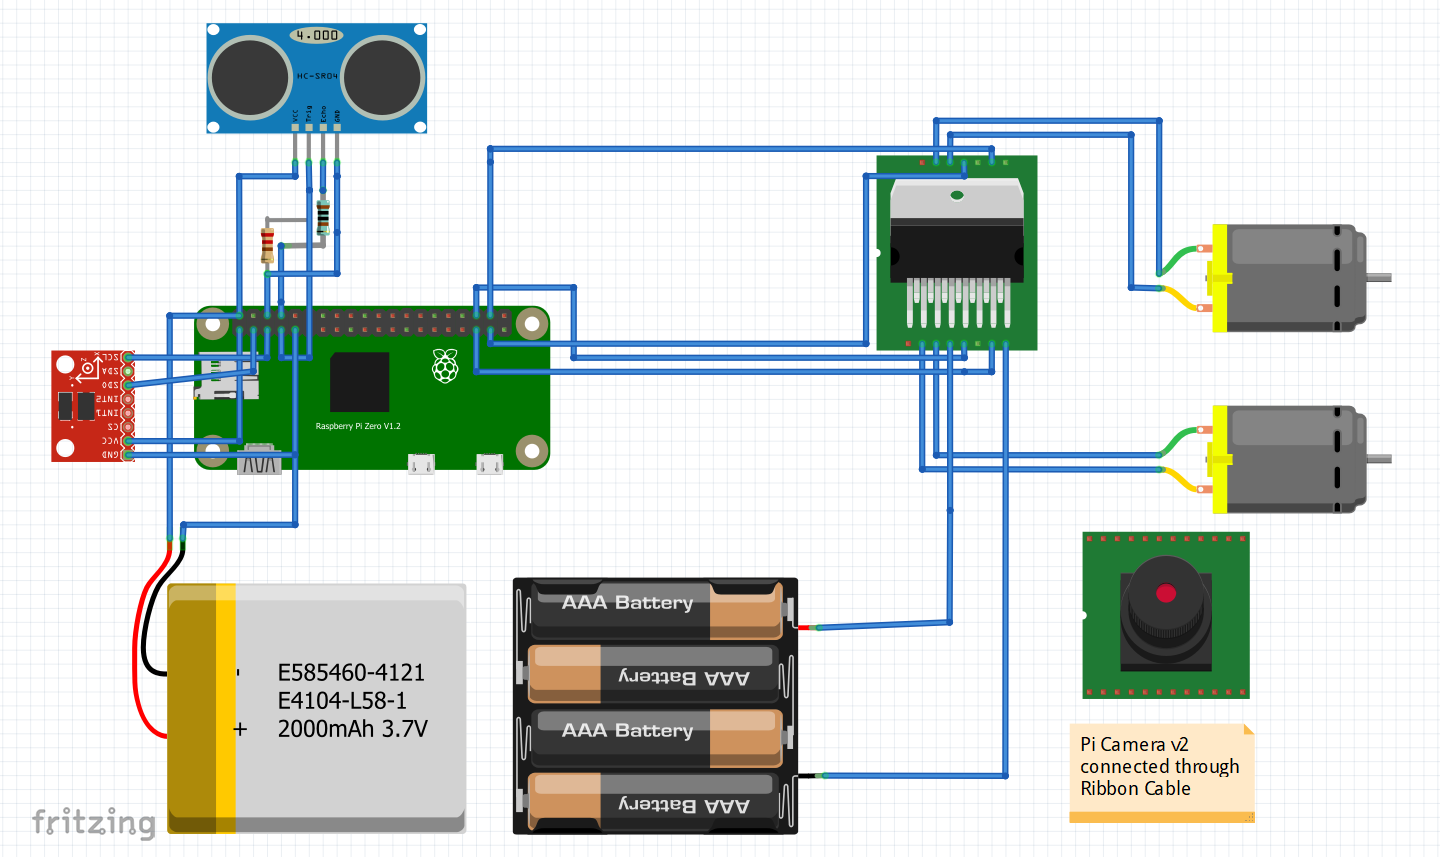 4.000
HC-SR04
VCC
Trig
Echo
GND
SCL
SDA
SDO
INT2
INT1
CS
VCC
GND
Raspberry Pi Zero V1.2
- E585460-4121
E4104-L58-1
+ 2000mAh 3.7V
AAA Battery
AAA Battery
AAA Battery
AAA Battery
Pi Camera v2
connected through
Ribbon Cable
fritzing